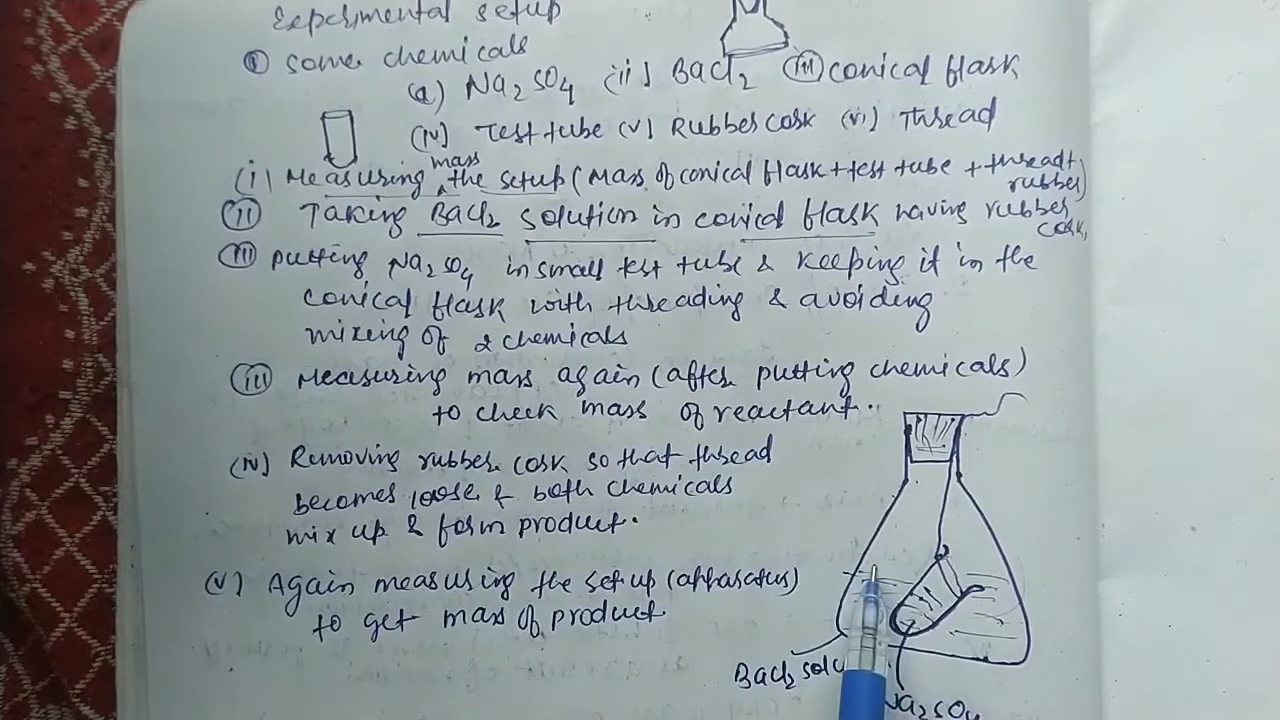 Experimental setup
① some chemicals
(a) Na2SO4 (ii) BaCl2 (iii) conical flask
(iv) Test tube (v) Rubber cork (vi) Thread
(i) Measuring mass the setup (Mass of conical flask + test tube + thread + rubber)
(ii) Taking BaCl2 solution in conical flask having rubber cork,
(iii) putting Na2SO4 in small test tube & keeping it in the
conical flask with threading & avoiding
mixing of 2 chemicals
(iii) Measuring mass again (after putting chemicals)
to check mass of reactant.
(iv) Removing rubber cork so that thread
becomes loose & both chemicals
mix up & form product.
(v) Again measuring the set up (apparatus)
to get mass of product
BaCl2 solu
Na2SO4